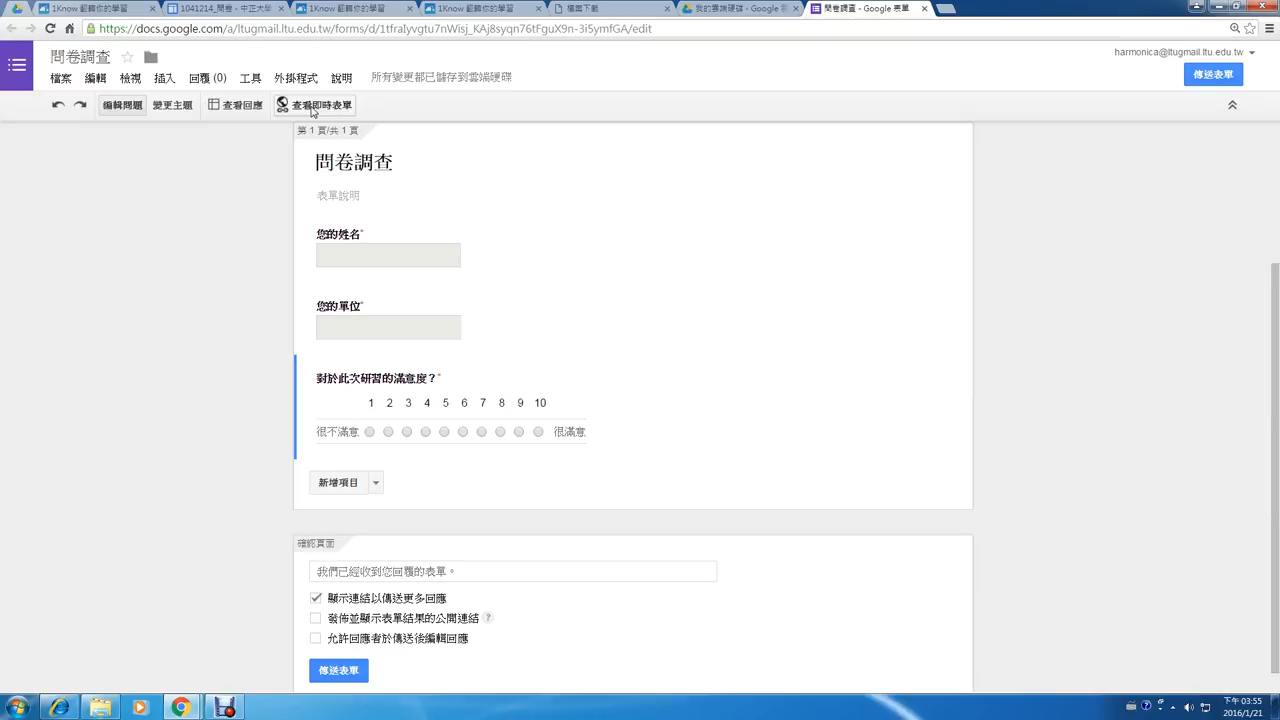 1Know 翻轉你的學習
1041214_問卷 - 中正大學
1Know 翻轉你的學習
1Know 翻轉你的學習
檔案下載
我的雲端硬碟 - Google
問卷調查 - Google 表單
https://docs.google.com/a/ltugmail.ltu.edu.tw/forms/d/1tfraIyvgtu7nWisj_KAj8syqn76tFguX9n-3i5ymfGA/edit
問卷調查
harmonica@ltugmail.ltu.edu.tw
檔案 編輯 檢視 插入 回覆 (0) 工具 外掛程式 說明 所有變更都已儲存到雲端硬碟
傳送表單
編輯問題 變更主題 查看回應 查看即時表單
第 1 頁/共 1 頁
問卷調查
表單說明
您的姓名*
您的單位*
對於此次研習的滿意度？*
1 2 3 4 5 6 7 8 9 10
很不滿意 很滿意
新增項目
確認頁面
我們已經收到您回覆的表單。
顯示連結以傳送更多回應
發佈並顯示表單結果的公開連結 ?
允許回應者於傳送後編輯回應
傳送表單
下午 03:55
2016/1/21